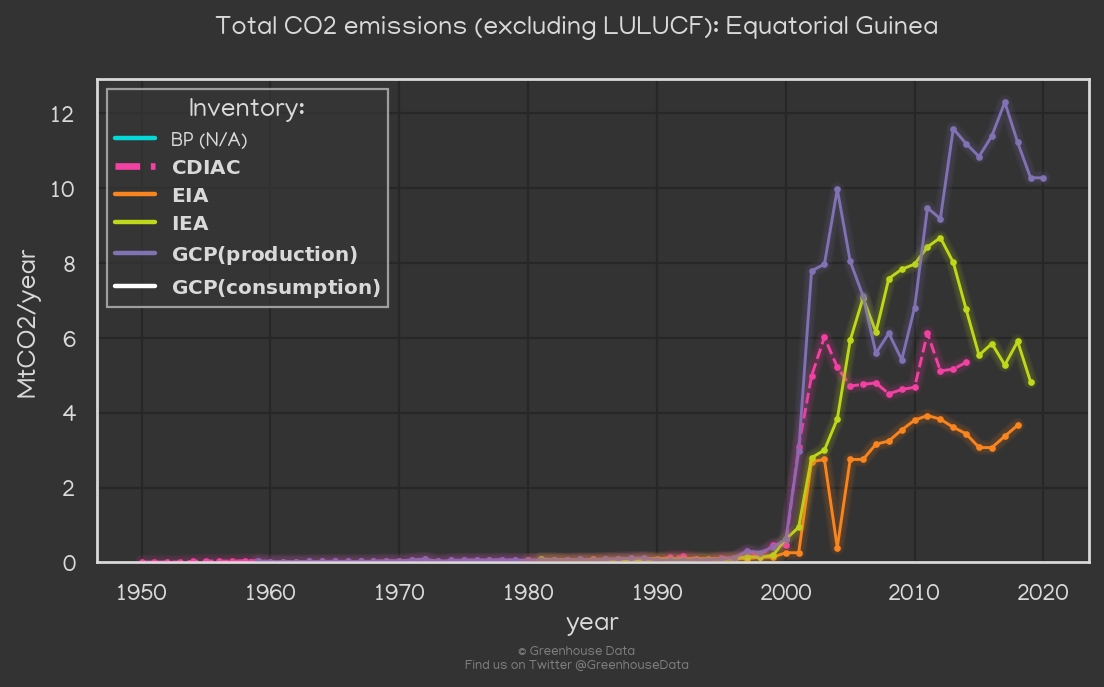 Total CO2 emissions (excluding LULUCF): Equatorial Guinea
Inventory:
BP (N/A)
CDIAC
EIA
IEA
GCP(production)
GCP(consumption)
MtCO2/year
12
10
8
6
4
2
0
1950 1960 1970 1980 1990 2000 2010 2020
year
© Greenhouse Data
Find us on Twitter @GreenhouseData